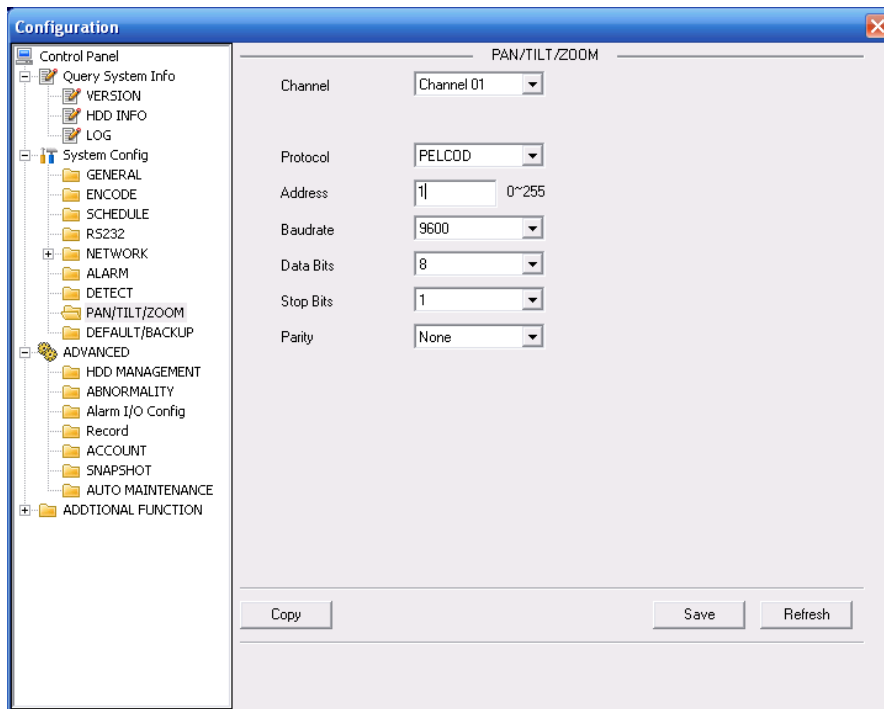 Configuration
Control Panel
Query System Info
VERSION
HDD INFO
LOG
System Config
GENERAL
ENCODE
SCHEDULE
RS232
NETWORK
ALARM
DETECT
PAN/TILT/ZOOM
DEFAULT/BACKUP
ADVANCED
HDD MANAGEMENT
ABNORMALITY
Alarm I/O Config
Record
ACCOUNT
SNAPSHOT
AUTO MAINTENANCE
ADDTIONAL FUNCTION
PAN/TILT/ZOOM
Channel Channel 01
Protocol PELCOD
Address 1 0~255
Baudrate 9600
Data Bits 8
Stop Bits 1
Parity None
Copy Save Refresh